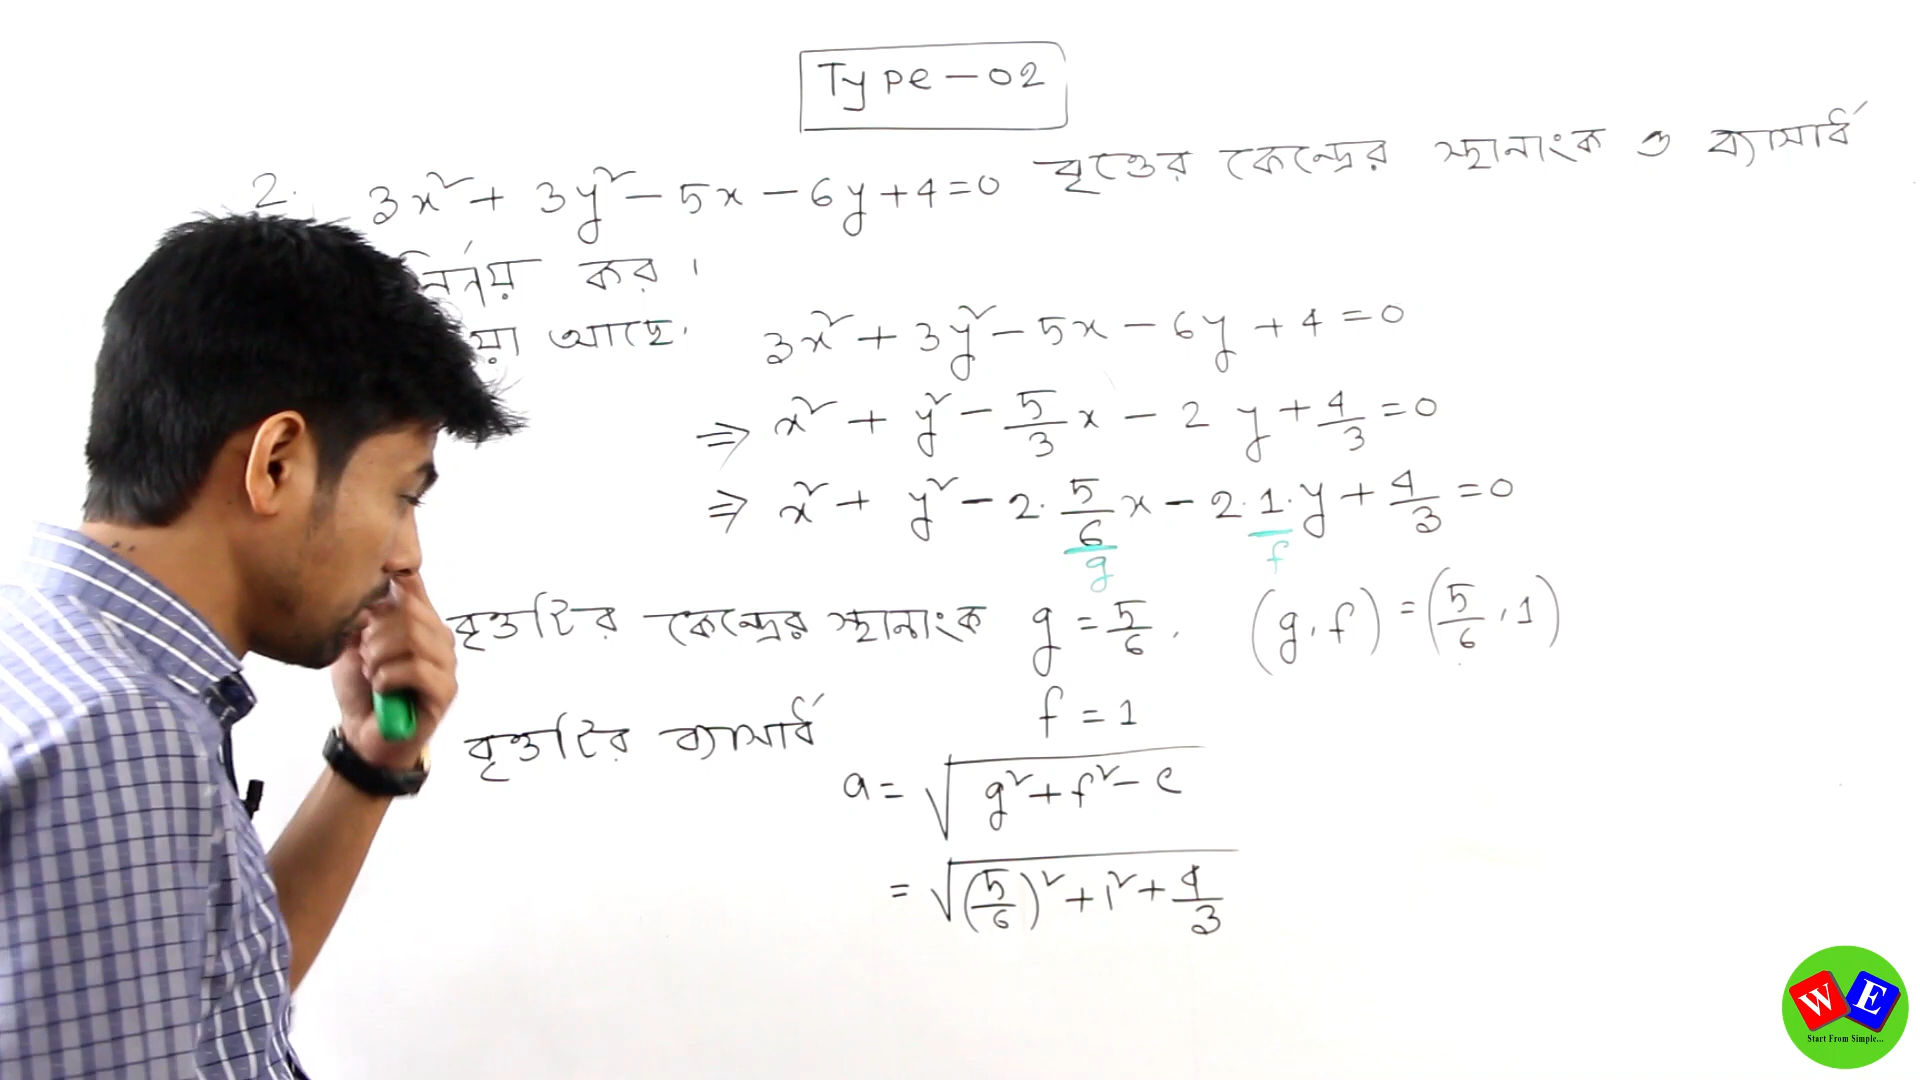 Type-02
2. 3x² + 3y² - 5x - 6y + 4 = 0 বৃত্তের কেন্দ্রের স্থানাংক ও ব্যাসার্ধ
নির্ণয় কর।
য়া আছে, 3x² + 3y² - 5x - 6y + 4 = 0
⇒ x² + y² - 5/3 x - 2 y + 4/3 = 0
⇒ x² + y² - 2. 5/6 x - 2.1.y + 4/3 = 0
g f
বৃত্তটির কেন্দ্রের স্থানাংক g = 5/6, (g, f) = (5/6, 1)
f = 1
বৃত্তটির ব্যাসার্ধ
a = √(g² + f² - c)
= √((5/6)² + 1² + 4/3)
WE
Start From Simple...